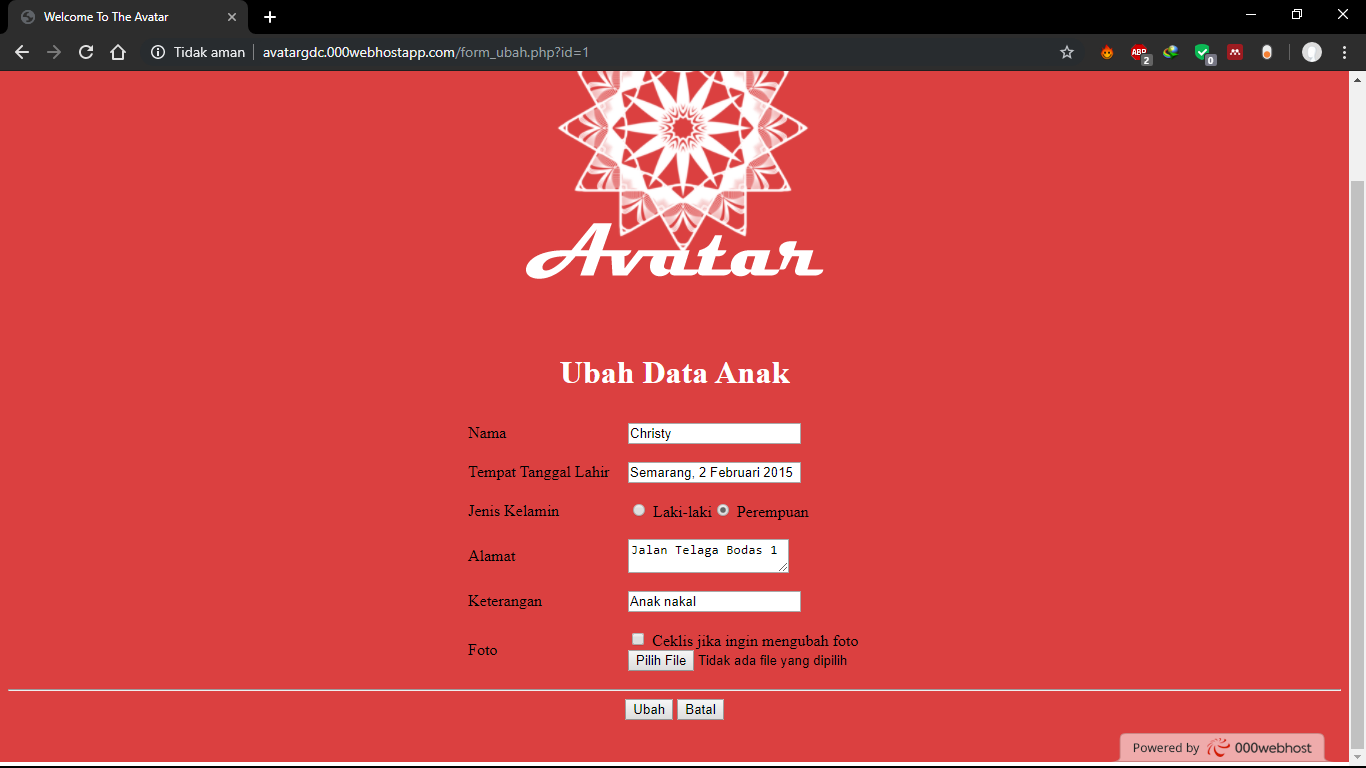 Welcome To The Avatar
Tidak aman
avatargdc.000webhostapp.com/form_ubah.php?id=1
ABP
2
0
Avatar
Ubah Data Anak
Nama Christy
Tempat Tanggal Lahir Semarang, 2 Februari 2015
Jenis Kelamin Laki-laki Perempuan
Alamat Jalan Telaga Bodas 1
Keterangan Anak nakal
Foto Ceklis jika ingin mengubah foto
Pilih File Tidak ada file yang dipilih
Ubah Batal
Powered by 000webhost